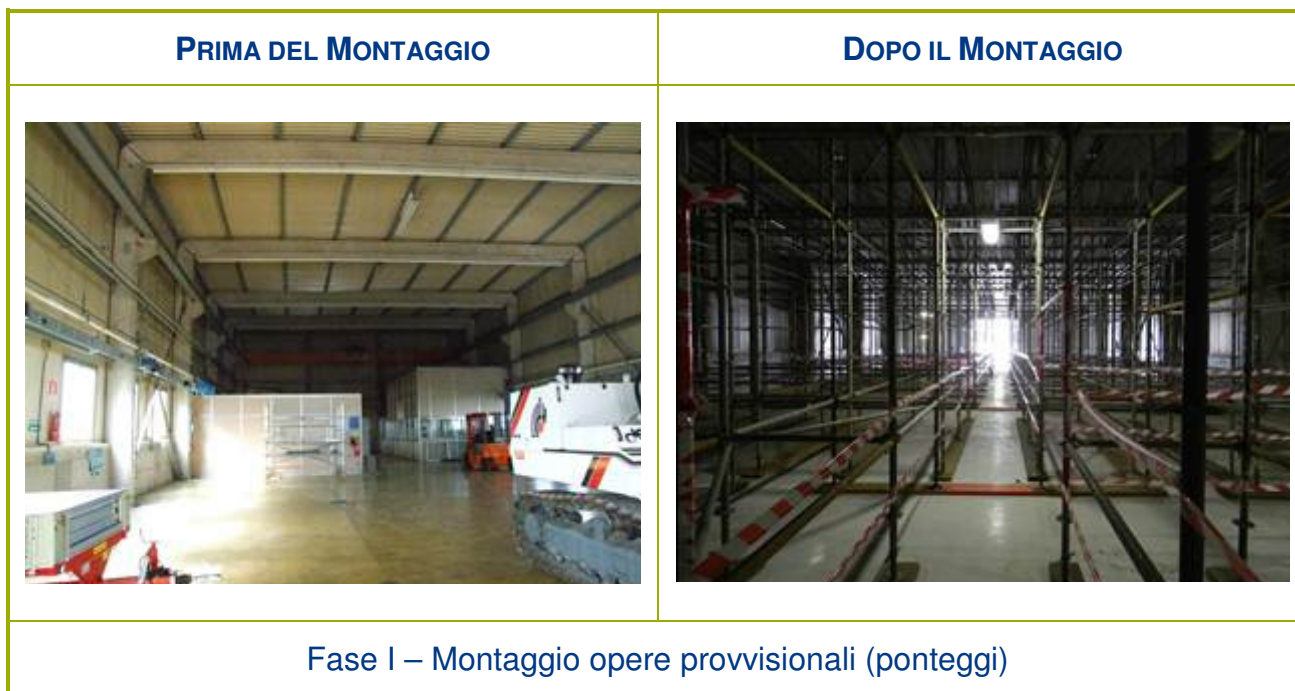 PRIMA DEL MONTAGGIO
DOPO IL MONTAGGIO
Fase I – Montaggio opere provvisionali (ponteggi)